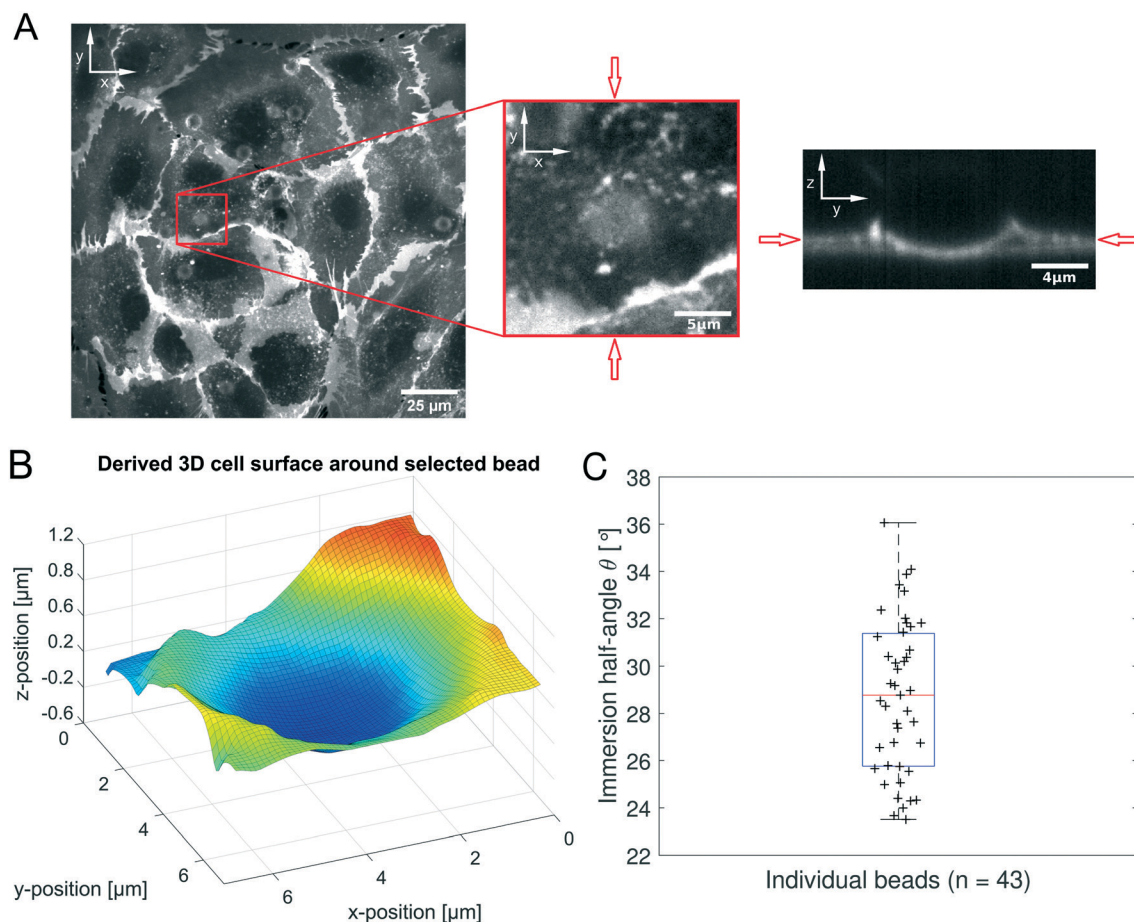 A
y
x
25 µm
y
x
5µm
z
y
4µm
B
Derived 3D cell surface around selected bead
1.2
0.8
0.6
0.2
-0.2
-0.6
z-position [µm]
0
2
4
6
y-position [µm]
6
4
2
0
x-position [µm]
C
38
36
34
32
30
28
26
24
22
Immersion half-angle θ [°]
Individual beads (n = 43)